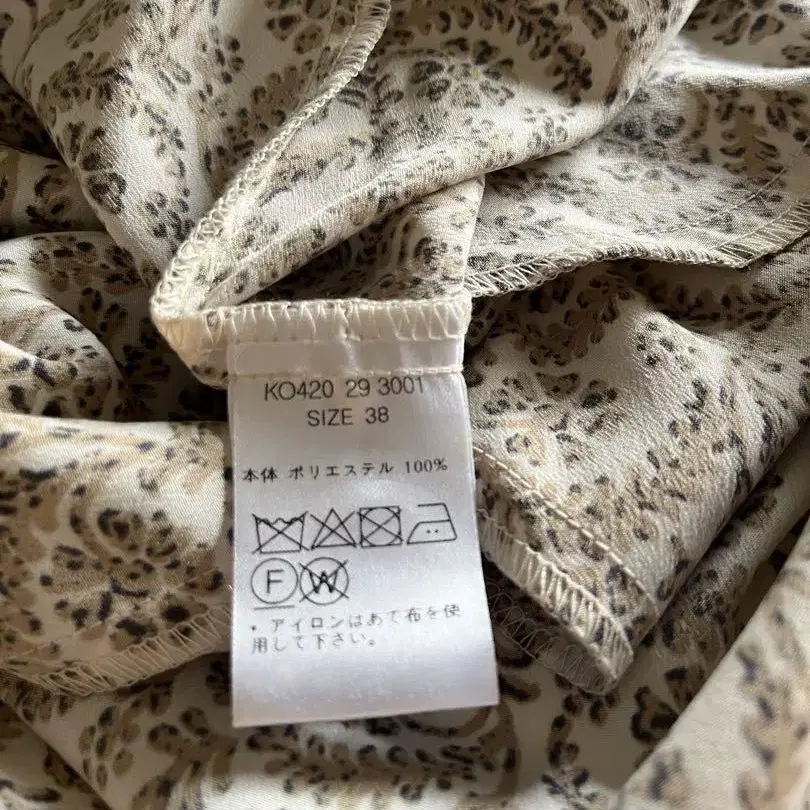 KO420 29 3001
SIZE 38
本体 ポリエステル 100%
F W
・アイロンはあて布を使
用して下さい。